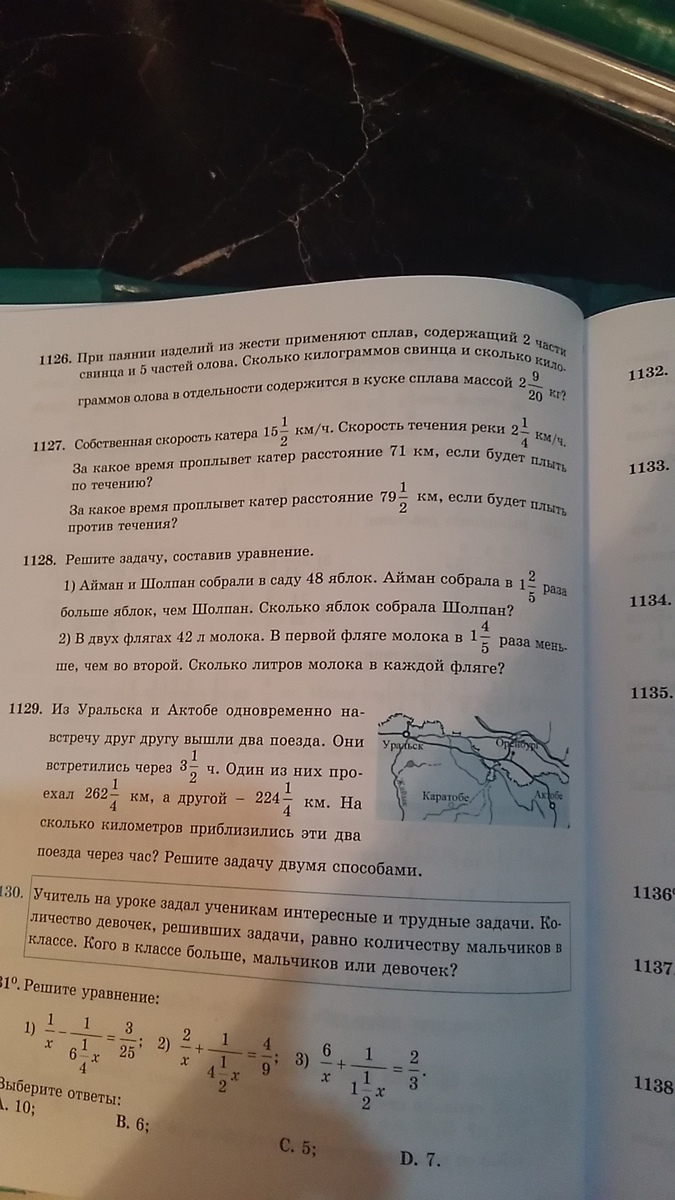 1126. При паянии изделий из жести применяют сплав, содержащий 2 части
свинца и 5 частей олова. Сколько килограммов свинца и сколько кило-
граммов олова в отдельности содержится в куске сплава массой 2 9/20 кг?
1127. Собственная скорость катера 15 1/2 км/ч. Скорость течения реки 2 1/4 км/ч.
За какое время проплывет катер расстояние 71 км, если будет плыть
по течению?
За какое время проплывет катер расстояние 79 1/2 км, если будет плыть
против течения?
1128. Решите задачу, составив уравнение.
1) Айман и Шолпан собрали в саду 48 яблок. Айман собрала в 1 2/5 раза
больше яблок, чем Шолпан. Сколько яблок собрала Шолпан?
2) В двух флягах 42 л молока. В первой фляге молока в 1 4/5 раза мень-
ше, чем во второй. Сколько литров молока в каждой фляге?
1129. Из Уральска и Актобе одновременно на-
встречу друг другу вышли два поезда. Они
встретились через 3 1/2 ч. Один из них про-
ехал 262 1/4 км, а другой – 224 1/4 км. На
сколько километров приблизились эти два
поезда через час? Решите задачу двумя способами.
Уральск
Оренбург
Каратобе
Актобе
130. Учитель на уроке задал ученикам интересные и трудные задачи. Ко-
личество девочек, решивших задачи, равно количеству мальчиков в
классе. Кого в классе больше, мальчиков или девочек?
31⁰. Решите уравнение:
1) 1/x − 1/(6 1/4 x) = 3/25; 2) 2/x + 1/(4 1/2 x) = 4/9; 3) 6/x + 1/(1 1/2 x) = 2/3.
Выберите ответы:
A. 10; B. 6; C. 5; D. 7.
1132.
1133.
1134.
1135.
1136⁰
1137
1138